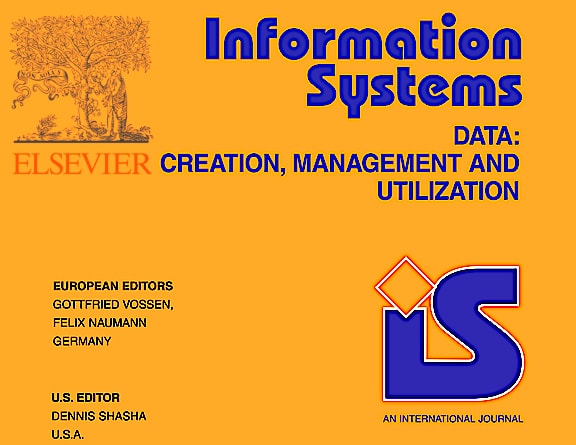 Information
Systems
DATA:
ELSEVIER
CREATION, MANAGEMENT AND
UTILIZATION
EUROPEAN EDITORS
GOTTFRIED VOSSEN,
FELIX NAUMANN
GERMANY
iS
U.S. EDITOR
DENNIS SHASHA
U.S.A.
AN INTERNATIONAL JOURNAL